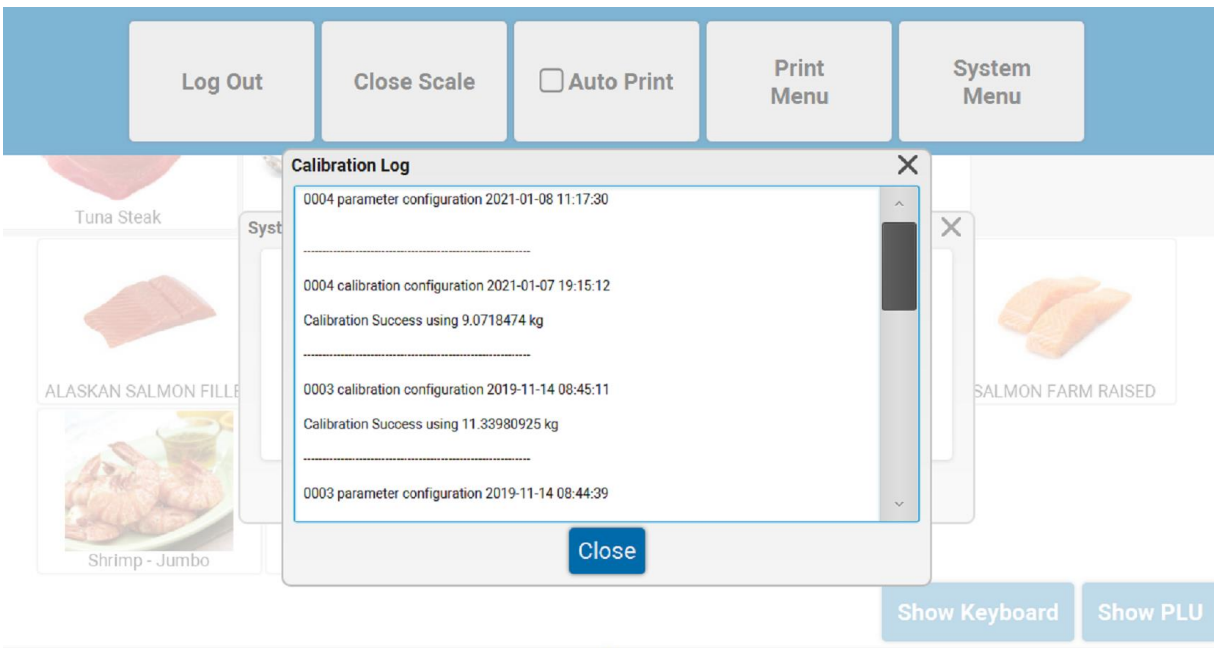 Log Out
Close Scale
Auto Print
Print
Menu
System
Menu
Calibration Log
0004 parameter configuration 2021-01-08 11:17:30
-----------------------------------------------------------
0004 calibration configuration 2021-01-07 19:15:12
Calibration Success using 9.0718474 kg
-----------------------------------------------------------
0003 calibration configuration 2019-11-14 08:45:11
Calibration Success using 11.33980925 kg
-----------------------------------------------------------
0003 parameter configuration 2019-11-14 08:44:39
Close
Tuna Steak
Syst
ALASKAN SALMON FILLE
SALMON FARM RAISED
Shrimp - Jumbo
Show Keyboard
Show PLU